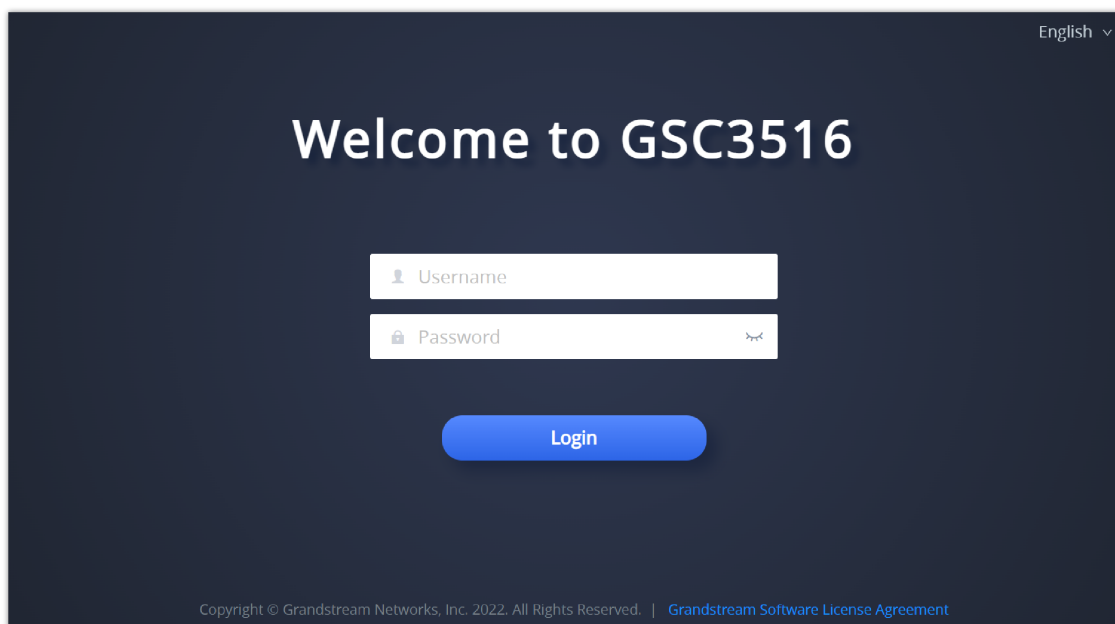 English
Welcome to GSC3516
Username
Password
Login
Copyright © Grandstream Networks, Inc. 2022. All Rights Reserved. | Grandstream Software License Agreement